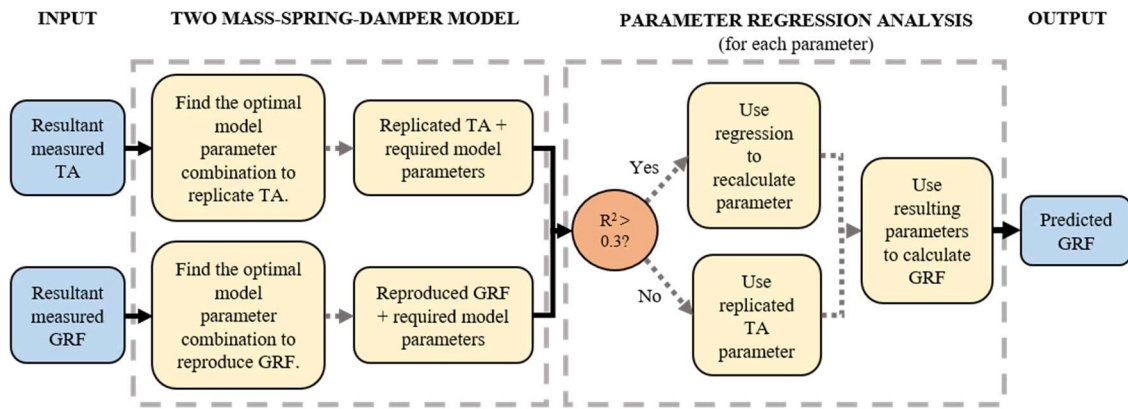 INPUT
TWO MASS-SPRING-DAMPER MODEL
PARAMETER REGRESSION ANALYSIS
(for each parameter)
OUTPUT
Resultant
measured
TA
Find the optimal
model
parameter
combination to
replicate TA.
Replicated TA +
required model
parameters
Resultant
measured
GRF
Find the optimal
model
parameter
combination to
reproduce GRF.
Reproduced GRF
+ required model
parameters
R² >
0.3?
Yes
No
Use
regression to
recalculate
parameter
Use
replicated
TA
parameter
Use
resulting
parameters
to calculate
GRF
Predicted
GRF